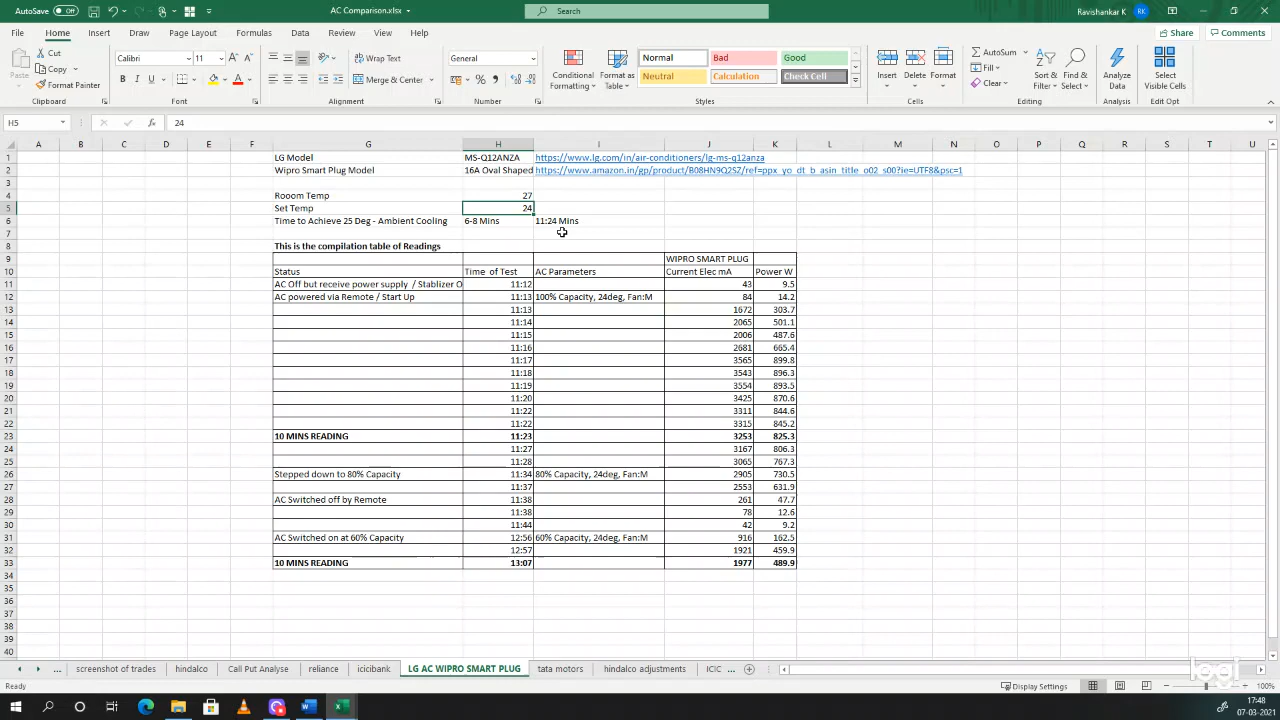 AutoSave Off AC Comparison.xlsx Search Ravishankar K RK
File Home Insert Draw Page Layout Formulas Data Review View Help Share Comments
Paste Cut Copy Format Painter Clipboard
Calibri 11 B I U Font
Merge & Center Alignment
General % Number
Conditional Formatting Format as Table Normal Bad Good Neutral Calculation Check Cell Styles
Insert Delete Format Cells
AutoSum Fill Clear Sort & Filter Find & Select Editing
Analyze Data Analysis
Select Visible Cells Edit Opt
H5 fx 24
A B C D E F G H I J K L M N O P Q R S T U
1 LG Model MS-Q12ANZA https://www.lg.com/in/air-conditioners/lg-ms-q12anza
2 Wipro Smart Plug Model 16A Oval Shaped https://www.amazon.in/gp/product/B08HN9Q2SZ/ref=ppx_yo_dt_b_asin_title_o02_s00?ie=UTF8&psc=1
3
4 Rooom Temp 27
5 Set Temp 24
6 Time to Achieve 25 Deg - Ambient Cooling 6-8 Mins 11:24 Mins
7
8 This is the compilation table of Readings
9 WIPRO SMART PLUG
10 Status Time of Test AC Parameters Current Elec mA Power W
11 AC Off but receive power supply / Stablizer O 11:12 43 9.5
12 AC powered via Remote / Start Up 11:13 100% Capacity, 24deg, Fan:M 84 14.2
13 11:13 1672 303.7
14 11:14 2065 501.1
15 11:15 2006 487.6
16 11:16 2681 665.4
17 11:17 3565 899.8
18 11:18 3543 896.3
19 11:19 3554 893.5
20 11:20 3425 870.6
21 11:22 3311 844.6
22 11:22 3315 845.2
23 10 MINS READING 11:23 3253 825.3
24 11:27 3167 806.3
25 11:28 3065 767.3
26 Stepped down to 80% Capacity 11:34 80% Capacity, 24deg, Fan:M 2905 730.5
27 11:37 2553 631.9
28 AC Switched off by Remote 11:38 261 47.7
29 11:38 78 12.6
30 11:44 42 9.2
31 AC Switched on at 60% Capacity 12:56 60% Capacity, 24deg, Fan:M 916 162.5
32 12:57 1921 459.9
33 10 MINS READING 13:07 1977 489.9
34
35
36
37
38
39
40
... screenshot of trades hindalco Call Put Analyse reliance icicibank LG AC WIPRO SMART PLUG tata motors hindalco adjustments ICIC ...
Ready Display Settings 100%
17:48
07-03-2021